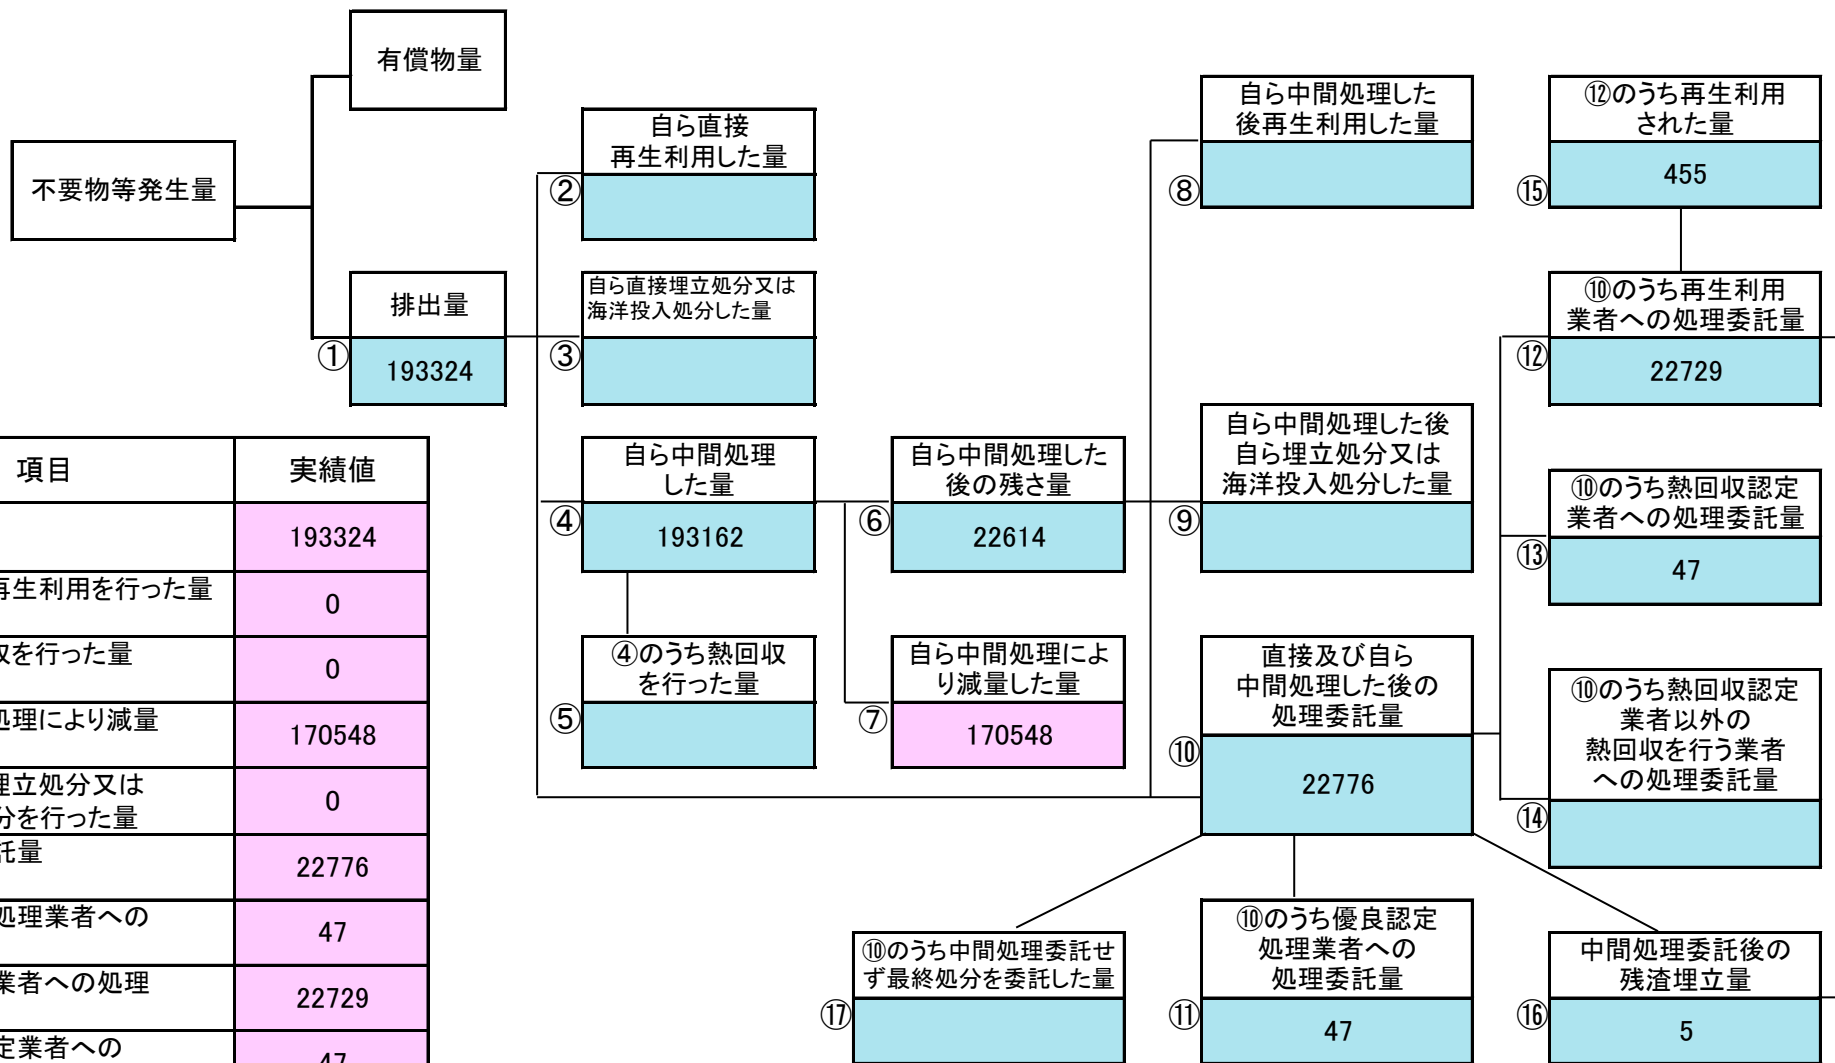 有償物量
不要物等発生量
排出量
①
193324
自ら直接
再生利用した量
②
自ら直接埋立処分又は
海洋投入処分した量
③
自ら中間処理
した量
④
193162
④のうち熱回収
を行った量
⑤
自ら中間処理した
後の残さ量
⑥
22614
自ら中間処理によ
り減量した量
⑦
170548
自ら中間処理した
後再生利用した量
⑧
自ら中間処理した後
自ら埋立処分又は
海洋投入処分した量
⑨
直接及び自ら
中間処理した後の
処理委託量
⑩
22776
⑩のうち中間処理委託せ
ず最終処分を委託した量
⑰
⑩のうち優良認定
処理業者への
処理委託量
⑪
47
⑫のうち再生利用
された量
455
⑮
⑩のうち再生利用
業者への処理委託量
⑫
22729
⑩のうち熱回収認定
業者への処理委託量
⑬
47
⑩のうち熱回収認定
業者以外の
熱回収を行う業者
への処理委託量
⑭
中間処理委託後の
残渣埋立量
⑯
5
項目
実績値
193324
再生利用を行った量
0
を行った量
0
処理により減量
170548
埋立処分又は
分を行った量
0
託量
22776
処理業者への
47
業者への処理
22729
定業者への
47